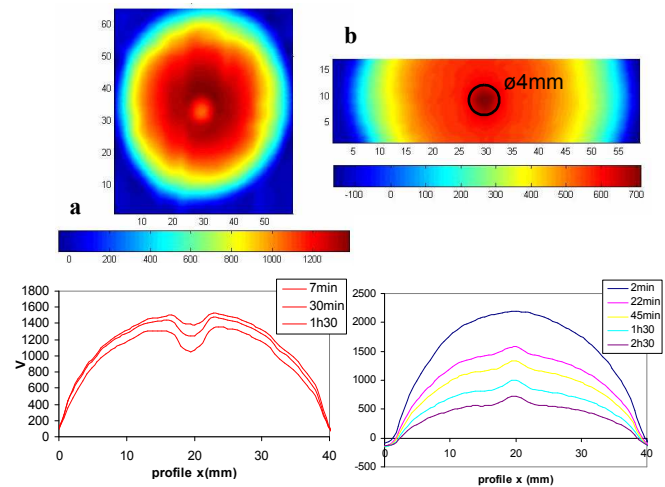 a
60
50
40
30
20
10
10 20 30 40 50
0 200 400 600 800 1000 1200
b
ø4mm
15
10
5
5 10 15 20 25 30 35 40 45 50 55
-100 0 100 200 300 400 500 600 700
1800
1600
1400
1200
1000
800
600
400
200
0
V
0 10 20 30 40
profile x(mm)
7min
30min
1h30
2500
2000
1500
1000
500
0
-500
0 10 20 30 40
profile x (mm)
2min
22min
45min
1h30
2h30